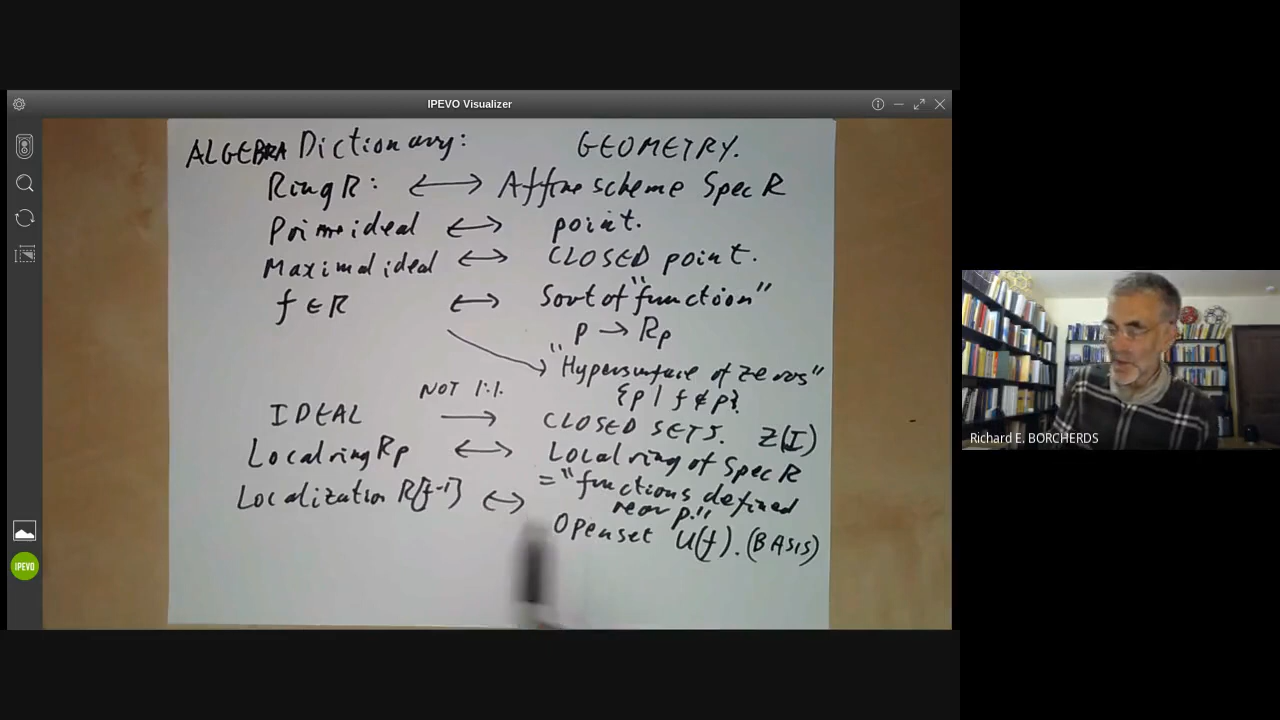 IPEVO Visualizer
ALGEBRA Dictionary: GEOMETRY.
Ring R: ⟷ Affine scheme Spec R
Prime ideal ⟷ point.
Maximal ideal ⟷ CLOSED point.
f ∈ R ⟷ Sort of "function"
p → Rp
"Hypersurface of zeros"
{p | f ∉ p}
NOT 1:1.
IDEAL ⟶ CLOSED SETS. Z(I)
Local ring Rp ⟷ Local ring of Spec R
= "functions defined
near p."
Localization R[f-1] ⟷ Open set U(f). (BASIS)
IPEVO
Richard E. BORCHERDS